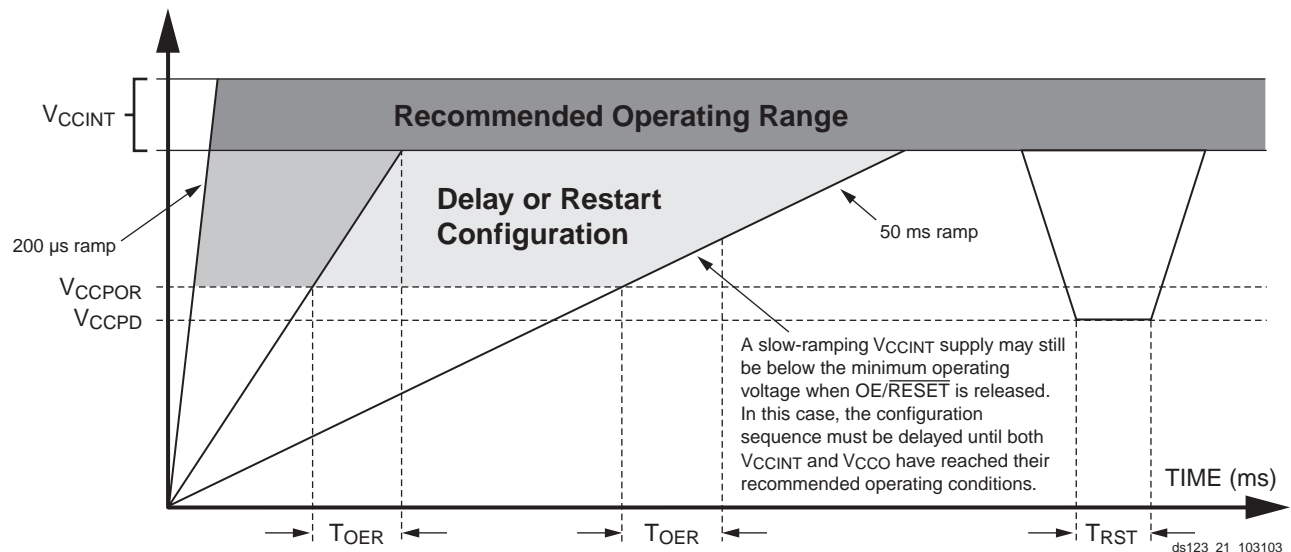 Recommended Operating Range
VCCINT
Delay or Restart
Configuration
200 µs ramp
50 ms ramp
VCCPOR
VCCPD
A slow-ramping VCCINT supply may still
be below the minimum operating
voltage when OE/RESET is released.
In this case, the configuration
sequence must be delayed until both
VCCINT and VCCO have reached their
recommended operating conditions.
TIME (ms)
TOER
TOER
TRST
ds123_21_103103